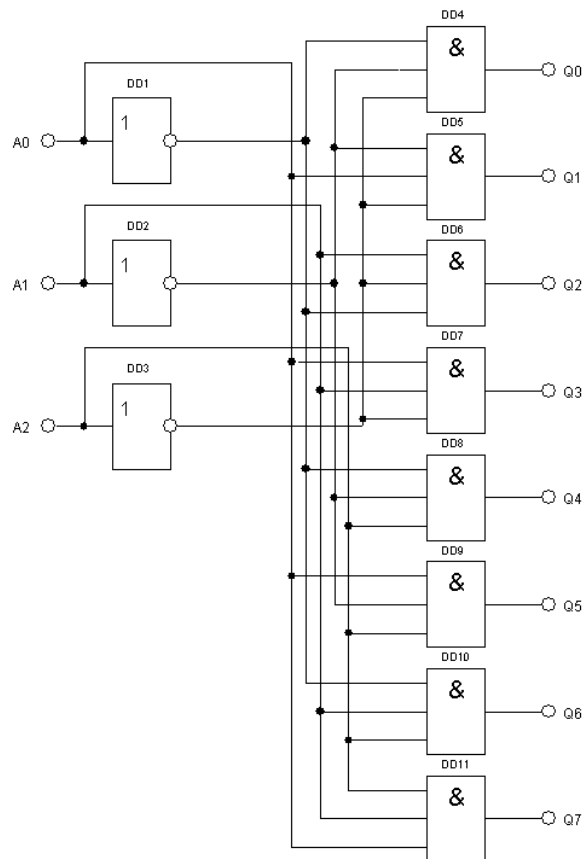 DD4
&
Q0
DD1
1
A0
DD5
&
Q1
DD2
1
A1
DD6
&
Q2
DD7
&
Q3
DD3
1
A2
DD8
&
Q4
DD9
&
Q5
DD10
&
Q6
DD11
&
Q7